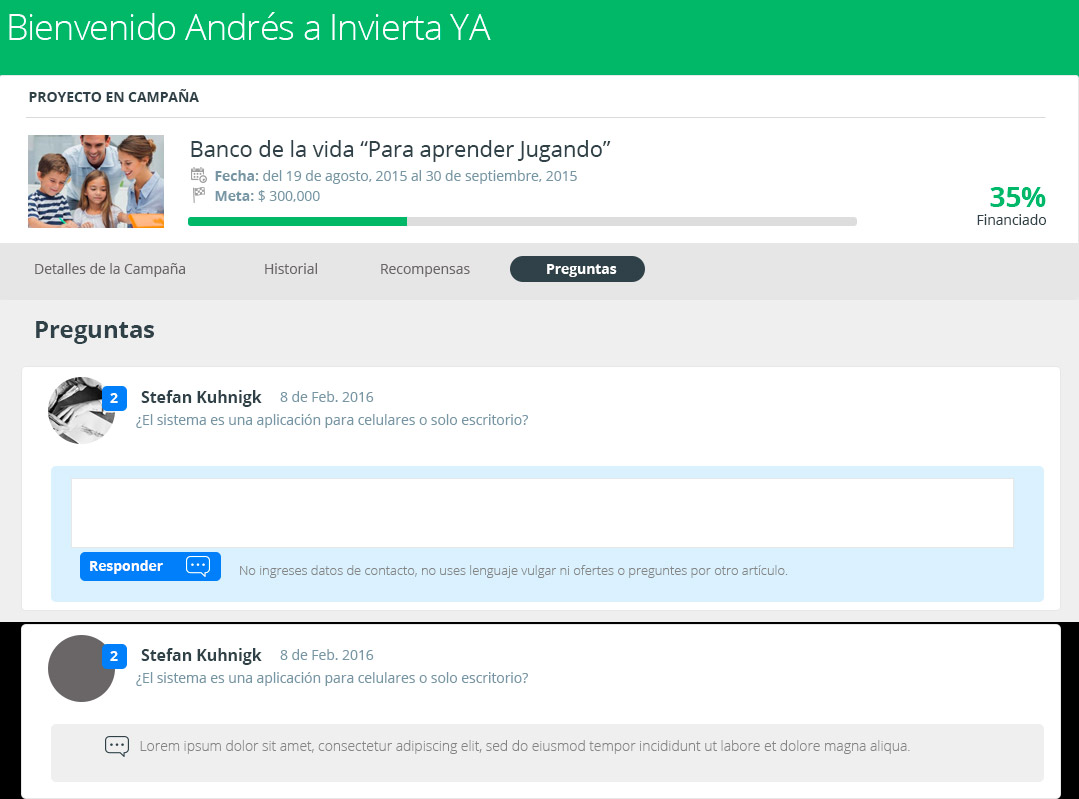 Bienvenido Andrés a Invierta YA
PROYECTO EN CAMPAÑA
Banco de la vida “Para aprender Jugando”
Fecha: del 19 de agosto, 2015 al 30 de septiembre, 2015
Meta: $ 300,000
35%
Financiado
Detalles de la Campaña Historial Recompensas Preguntas
Preguntas
2 Stefan Kuhnigk 8 de Feb. 2016
¿El sistema es una aplicación para celulares o solo escritorio?
Responder No ingreses datos de contacto, no uses lenguaje vulgar ni ofertes o preguntes por otro artículo.
2 Stefan Kuhnigk 8 de Feb. 2016
¿El sistema es una aplicación para celulares o solo escritorio?
Lorem ipsum dolor sit amet, consectetur adipiscing elit, sed do eiusmod tempor incididunt ut labore et dolore magna aliqua.